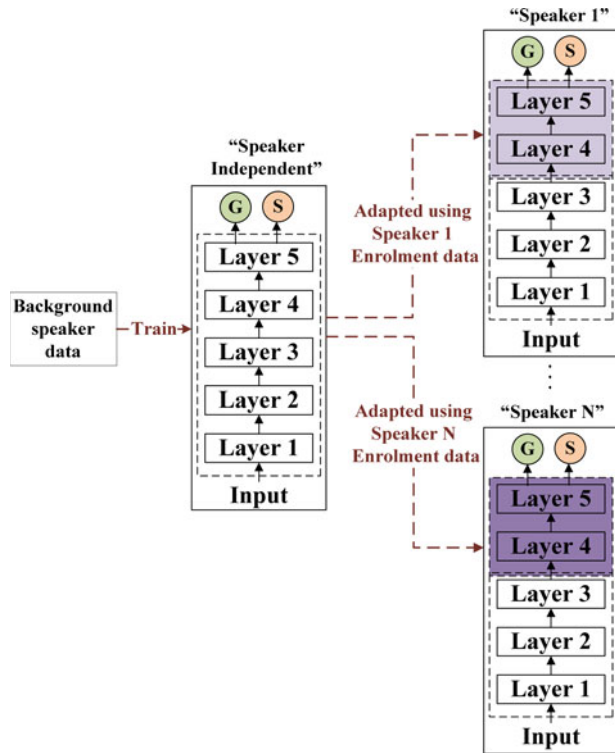 Background
speaker
data
Train
“Speaker
Independent”
G S
Layer 5
Layer 4
Layer 3
Layer 2
Layer 1
Input
Adapted using
Speaker 1
Enrolment data
Adapted using
Speaker N
Enrolment data
“Speaker 1”
G S
Layer 5
Layer 4
Layer 3
Layer 2
Layer 1
Input
“Speaker N”
G S
Layer 5
Layer 4
Layer 3
Layer 2
Layer 1
Input